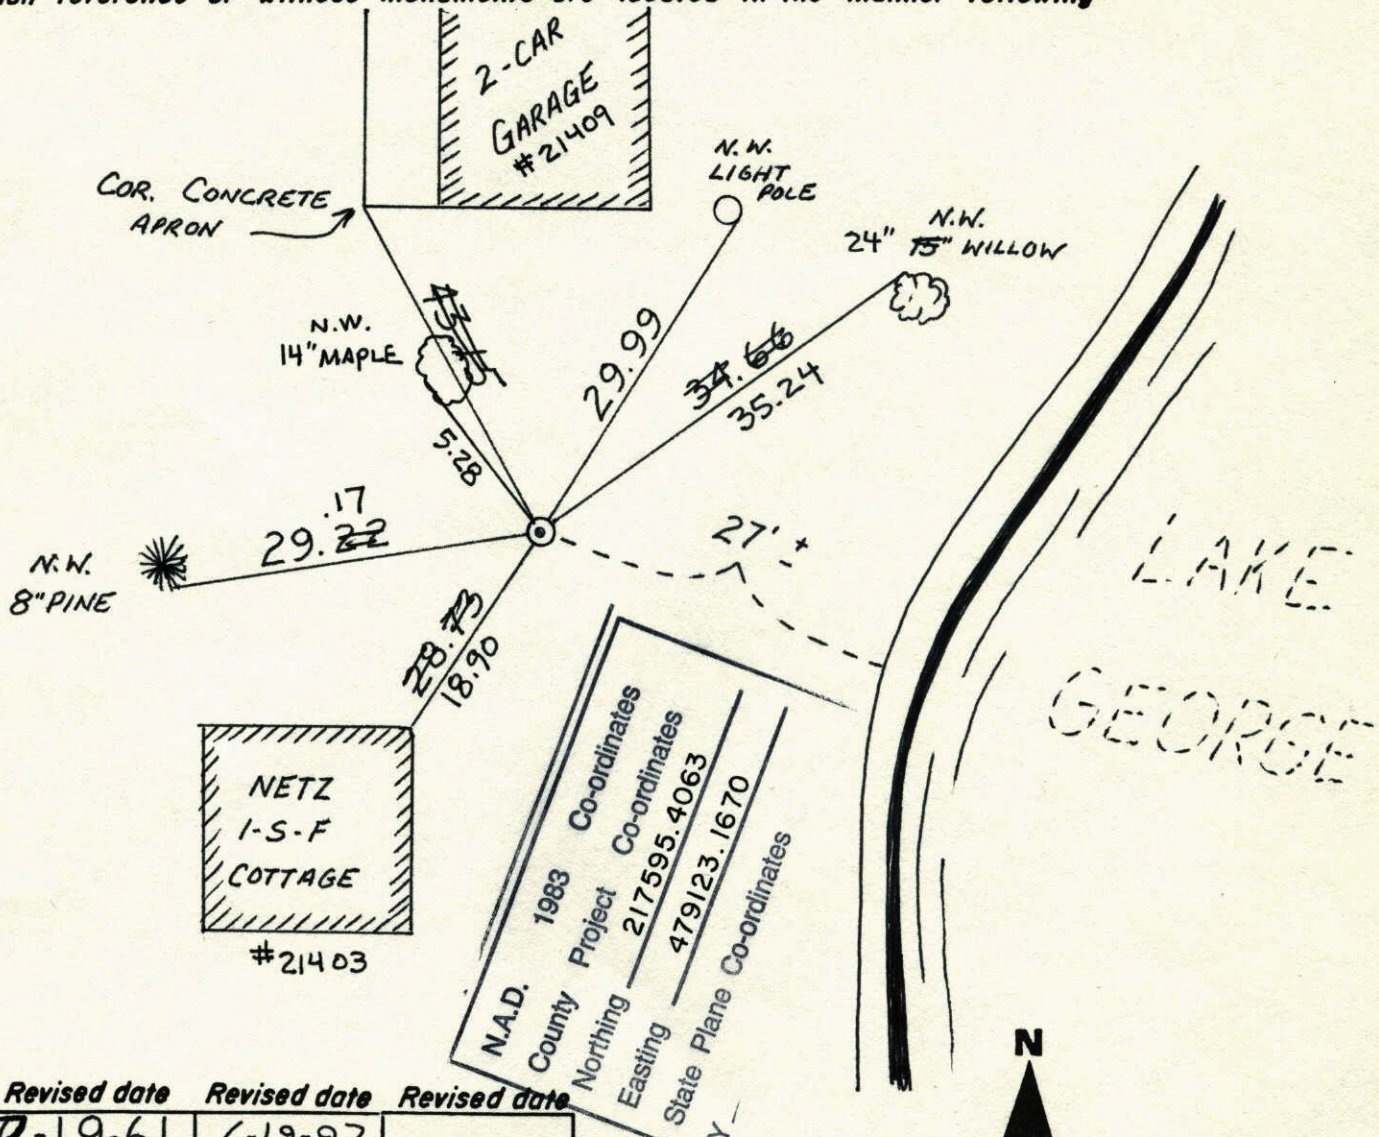 2-CAR
GARAGE
#21409
COR. CONCRETE
APRON
N.W.
LIGHT
POLE
N.W.
24" 15" WILLOW
N.W.
14" MAPLE
29.99
34.66
35.24
5.28
.17
29.22
N.W.
8" PINE
27' ±
28.73
18.90
LAKE
GEORGE
NETZ
1-S-F
COTTAGE
#21403
N.A.D. 1983 Co-ordinates
County Project Co-ordinates
Northing 217595.4063
Easting 479123.1670
State Plane Co-ordinates
N
Revised date Revised date Revised date